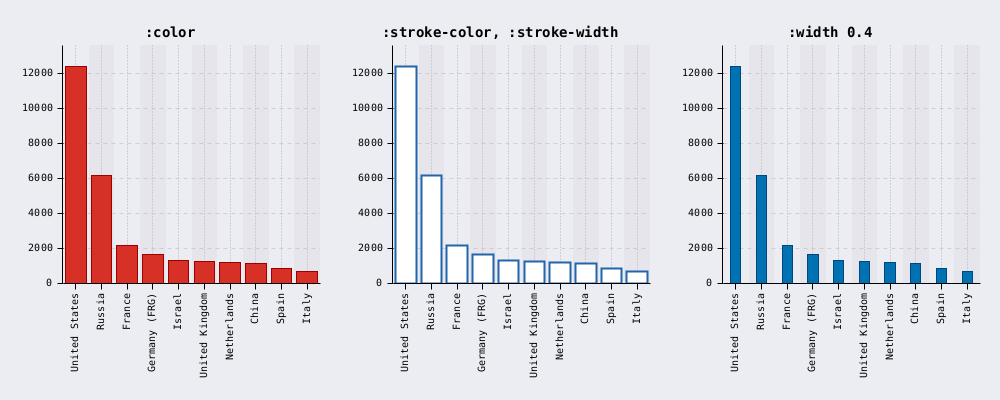 :color
12000
10000
8000
6000
4000
2000
0
United States
Russia
France
Germany (FRG)
Israel
United Kingdom
Netherlands
China
Spain
Italy
:stroke-color, :stroke-width
12000
10000
8000
6000
4000
2000
0
United States
Russia
France
Germany (FRG)
Israel
United Kingdom
Netherlands
China
Spain
Italy
:width 0.4
12000
10000
8000
6000
4000
2000
0
United States
Russia
France
Germany (FRG)
Israel
United Kingdom
Netherlands
China
Spain
Italy